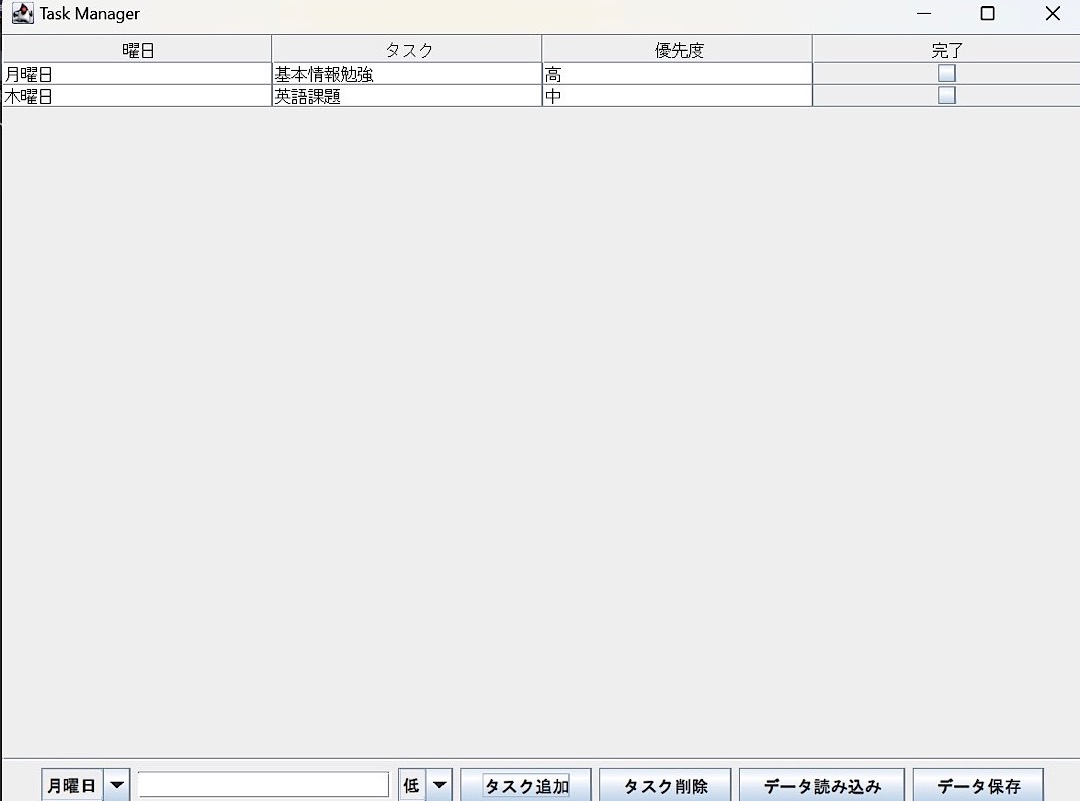 Task Manager
曜日 タスク 優先度 完了
月曜日 基本情報勉強 高
木曜日 英語課題 中
月曜日 低 タスク追加 タスク削除 データ読み込み データ保存